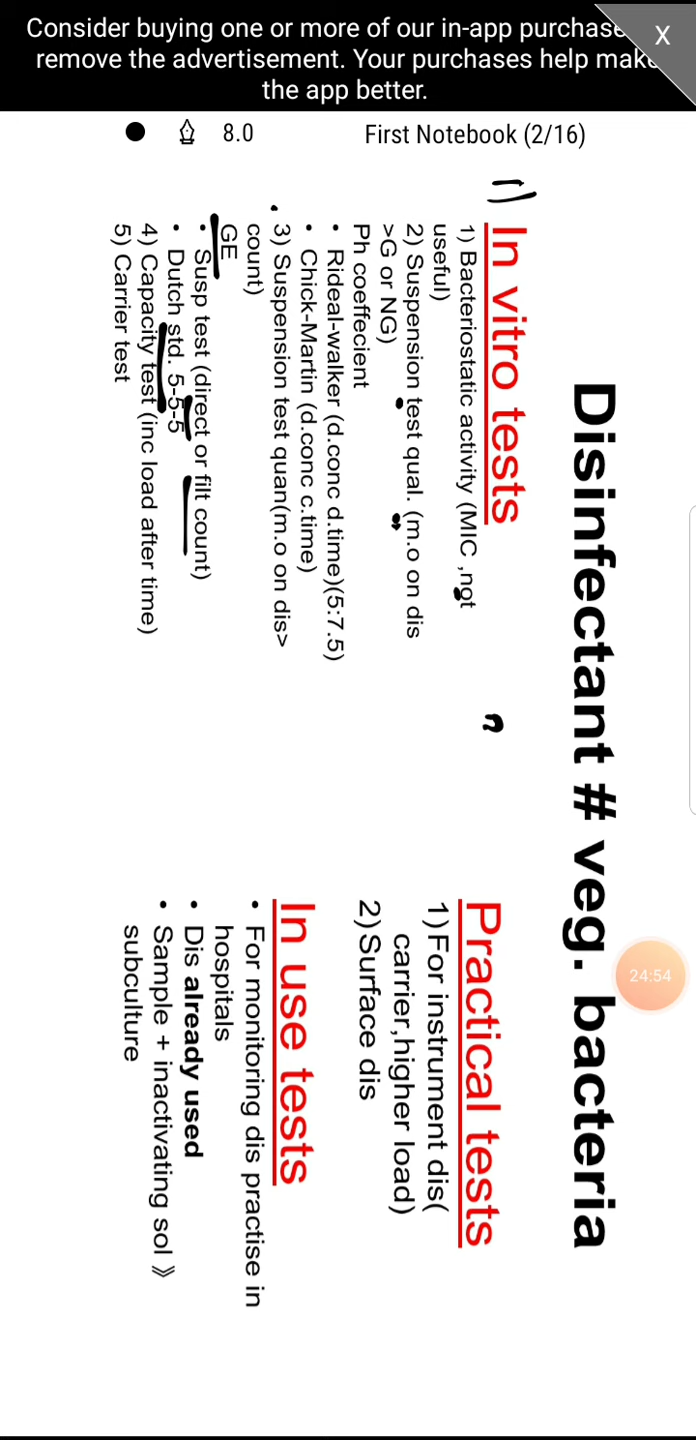 Consider buying one or more of our in-app purchase
remove the advertisement. Your purchases help make
the app better.
X
8.0
First Notebook (2/16)
Disinfectant # veg. bacteria
1)
In vitro tests
1) Bacteriostatic activity (MIC ,not
useful)
2) Suspension test qual. (m.o on dis
>G or NG)
Ph coeffecient
• Rideal-walker (d.conc d.time)(5:7.5)
• Chick-Martin (d.conc c.time)
3) Suspension test quan(m.o on dis>
count)
GE
• Susp test (direct or filt count)
• Dutch std. 5-5-5
4) Capacity test (inc load after time)
5) Carrier test
Practical tests
1)For instrument dis(
carrier,higher load)
2)Surface dis
In use tests
• For monitoring dis practise in
hospitals
• Dis already used
• Sample + inactivating sol 》
subculture
24:54